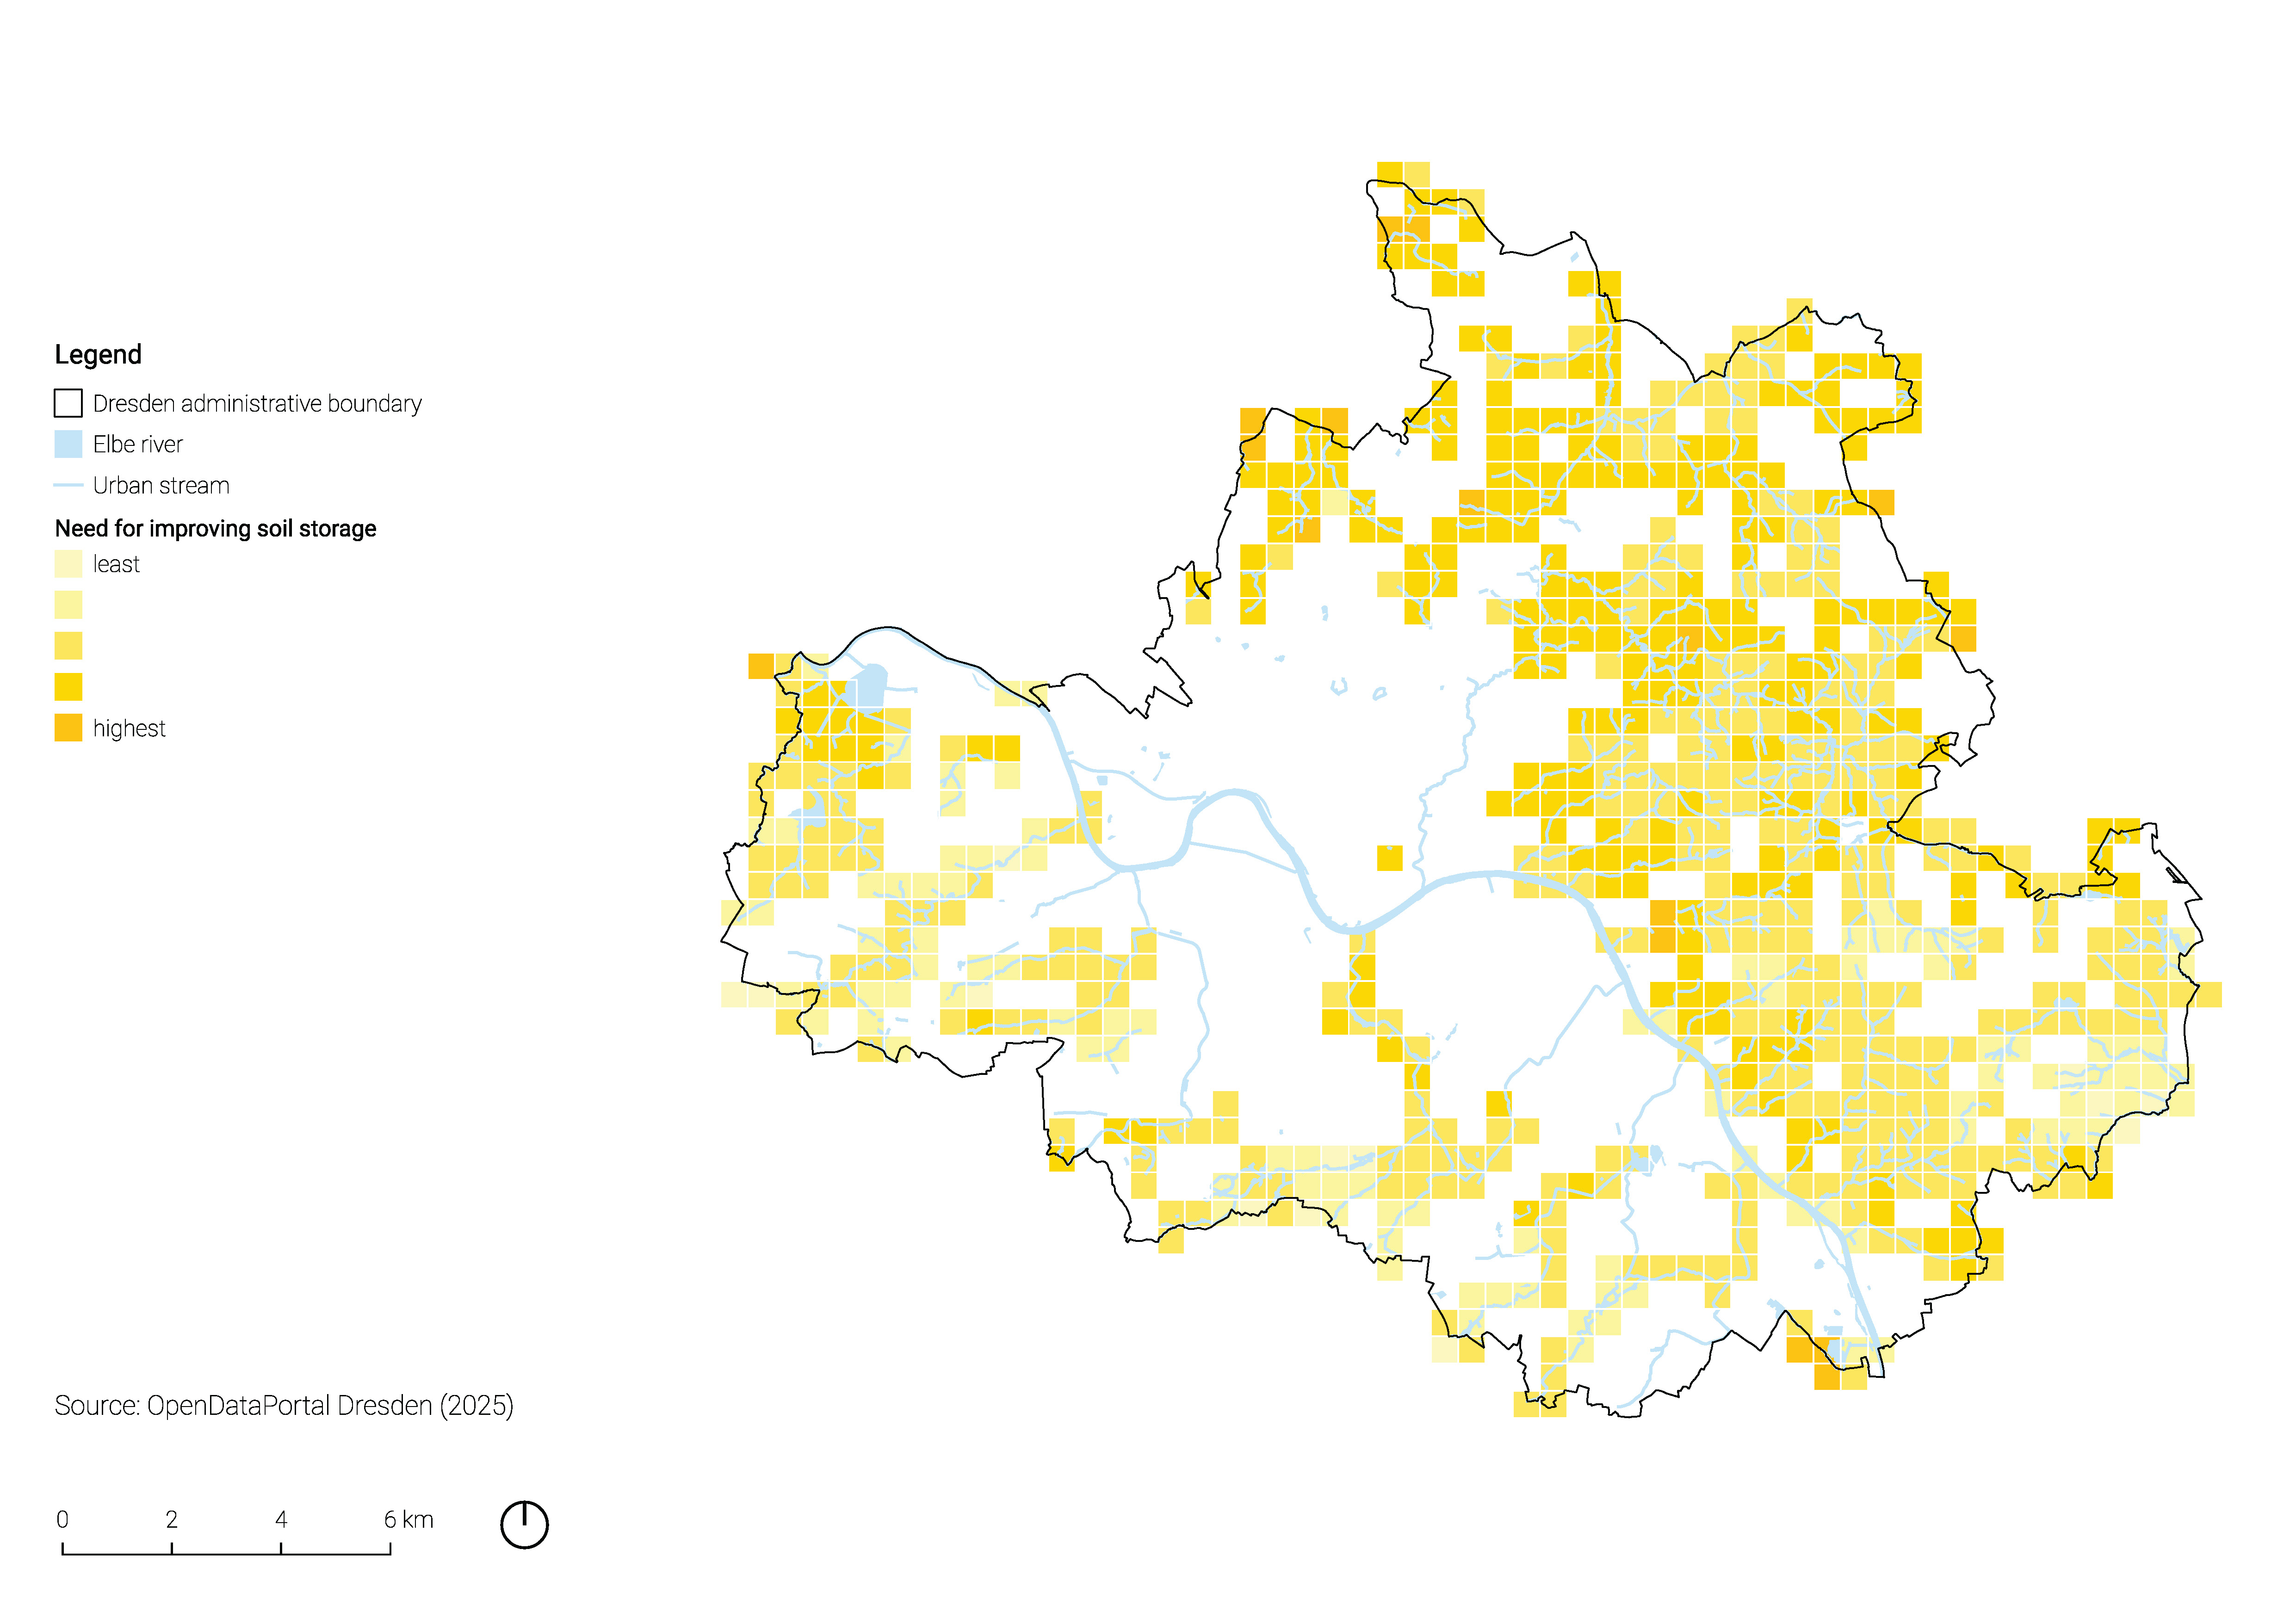 Legend
Dresden administrative boundary
Elbe river
Urban stream
Need for improving soil storage
least
highest
Source: OpenDataPortal Dresden (2025)
0 2 4 6 km